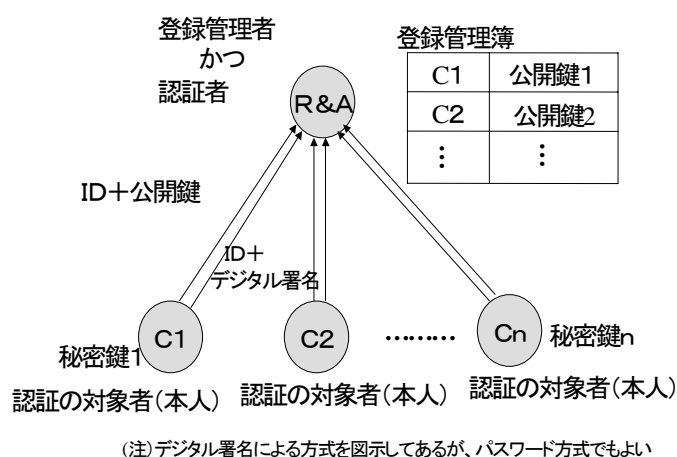 登録管理者
かつ
認証者
R&A
登録管理簿
C1 公開鍵1
C2 公開鍵2
⋮ ⋮
ID+公開鍵
ID+
デジタル署名
C1
C2
………
Cn
秘密鍵1
秘密鍵n
認証の対象者(本人)
認証の対象者(本人)
認証の対象者(本人)
(注)デジタル署名による方式を図示してあるが、パスワード方式でもよい